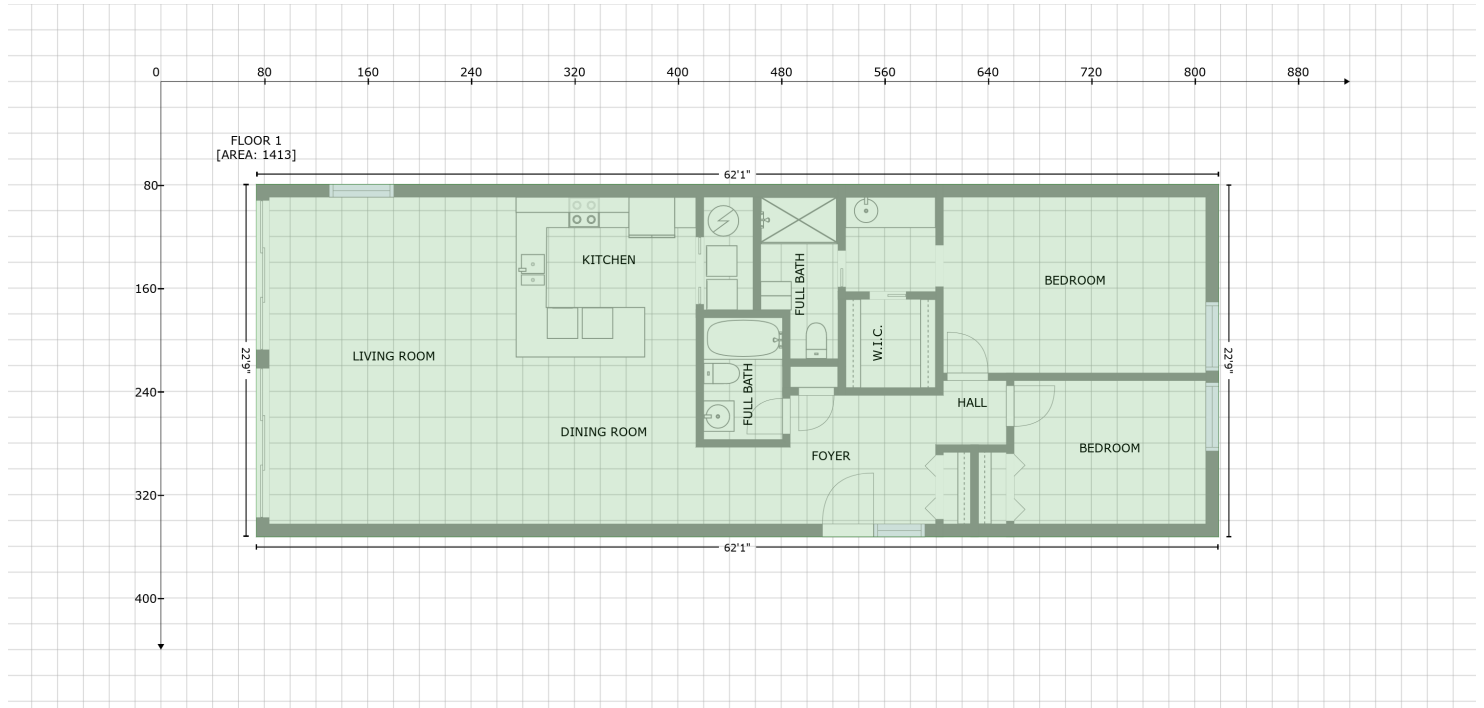 0 80 160 240 320 400 480 560 640 720 800 880
FLOOR 1
[AREA: 1413]
62'1"
80
160
240
320
400
22'9"
22'9"
KITCHEN
FULL BATH
BEDROOM
LIVING ROOM
W.I.C.
FULL BATH
HALL
DINING ROOM
FOYER
BEDROOM
62'1"